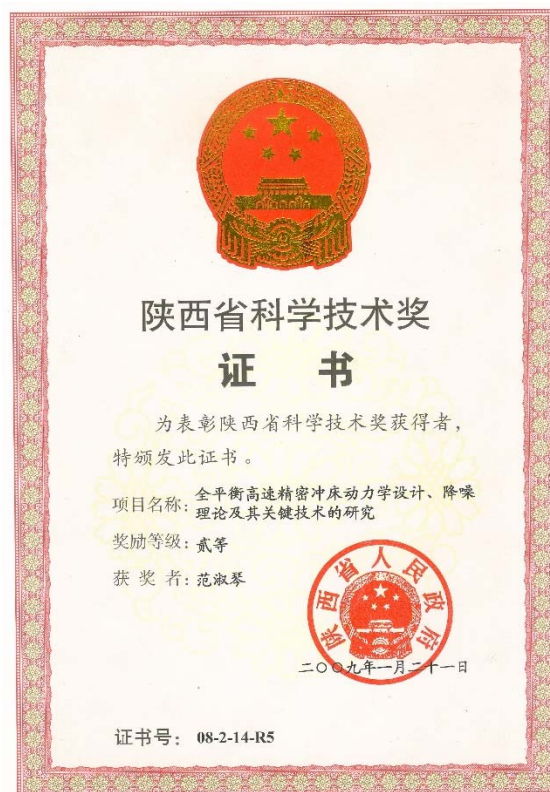 陕西省科学技术奖
证 书
为表彰陕西省科学技术奖获得者，
特颁发此证书。
项目名称：全平衡高速精密冲床动力学设计、降噪
理论及其关键技术的研究
奖励等级：贰等
获 奖 者：范淑琴
陕西省人民政府
二〇〇九年一月二十一日
证书号： 08-2-14-R5